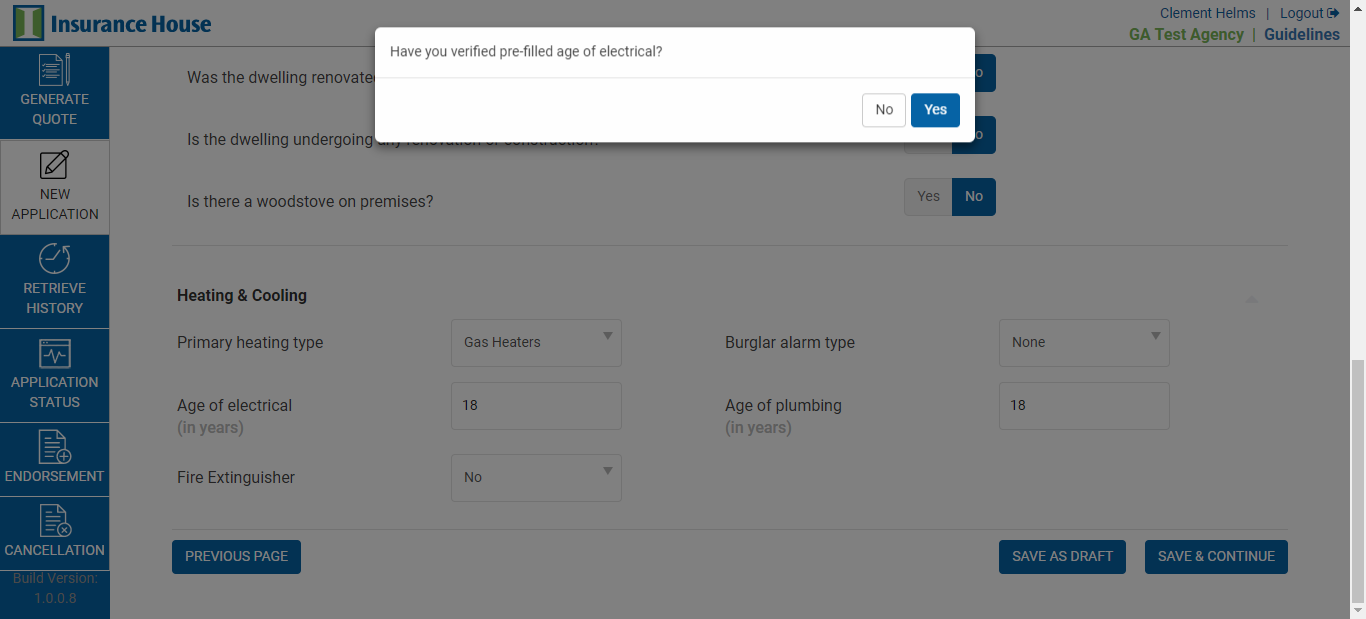 Insurance House
Clement Helms | Logout
GA Test Agency | Guidelines
Have you verified pre-filled age of electrical?
No Yes
GENERATE
QUOTE
NEW
APPLICATION
RETRIEVE
HISTORY
APPLICATION
STATUS
ENDORSEMENT
CANCELLATION
Build Version:
1.0.0.8
Was the dwelling renovated
Is the dwelling undergoing any renovation or construction?
Is there a woodstove on premises?
Yes No
Heating & Cooling
Primary heating type
Gas Heaters
Burglar alarm type
None
Age of electrical
(in years)
18
Age of plumbing
(in years)
18
Fire Extinguisher
No
PREVIOUS PAGE
SAVE AS DRAFT
SAVE & CONTINUE